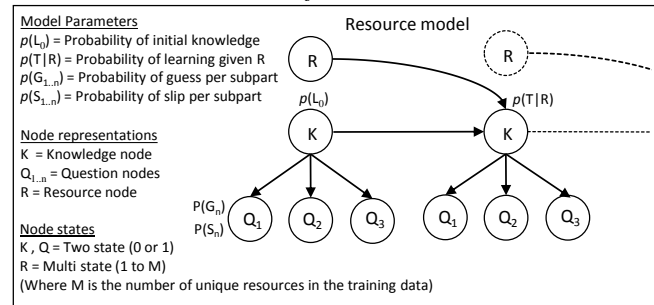 Model Parameters
p(L₀) = Probability of initial knowledge
p(T|R) = Probability of learning given R
p(G₁..ₙ) = Probability of guess per subpart
p(S₁..ₙ) = Probability of slip per subpart
Node representations
K = Knowledge node
Q₁..ₙ = Question nodes
R = Resource node
Node states
K , Q = Two state (0 or 1)
R = Multi state (1 to M)
(Where M is the number of unique resources in the training data)
Resource model
R
R
p(L₀)
p(T|R)
K
K
P(Gₙ)
P(Sₙ)
Q₁
Q₂
Q₃
Q₁
Q₂
Q₃